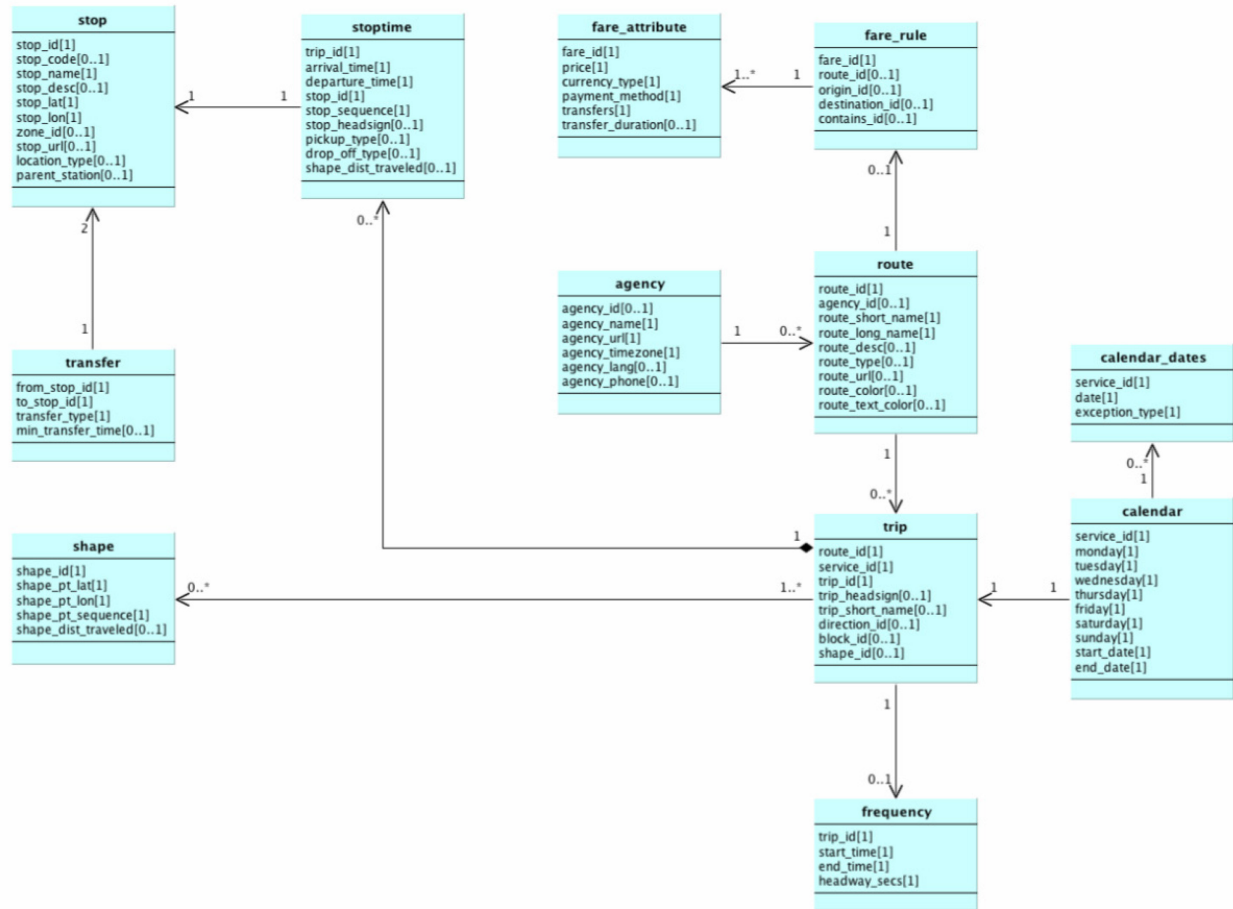 stop
stop_id[1]
stop_code[0..1]
stop_name[1]
stop_desc[0..1]
stop_lat[1]
stop_lon[1]
zone_id[0..1]
stop_url[0..1]
location_type[0..1]
parent_station[0..1]
1
1
stoptime
trip_id[1]
arrival_time[1]
departure_time[1]
stop_id[1]
stop_sequence[1]
stop_headsign[0..1]
pickup_type[0..1]
drop_off_type[0..1]
shape_dist_traveled[0..1]
0..*
fare_attribute
fare_id[1]
price[1]
currency_type[1]
payment_method[1]
transfers[1]
transfer_duration[0..1]
1..*
1
fare_rule
fare_id[1]
route_id[0..1]
origin_id[0..1]
destination_id[0..1]
contains_id[0..1]
0..1
1
2
1
transfer
from_stop_id[1]
to_stop_id[1]
transfer_type[1]
min_transfer_time[0..1]
agency
agency_id[0..1]
agency_name[1]
agency_url[1]
agency_timezone[1]
agency_lang[0..1]
agency_phone[0..1]
1
0..*
route
route_id[1]
agency_id[0..1]
route_short_name[1]
route_long_name[1]
route_desc[0..1]
route_type[0..1]
route_url[0..1]
route_color[0..1]
route_text_color[0..1]
1
0..*
calendar_dates
service_id[1]
date[1]
exception_type[1]
0..*
1
shape
shape_id[1]
shape_pt_lat[1]
shape_pt_lon[1]
shape_pt_sequence[1]
shape_dist_traveled[0..1]
0..*
1
1..*
trip
route_id[1]
service_id[1]
trip_id[1]
trip_headsign[0..1]
trip_short_name[0..1]
direction_id[0..1]
block_id[0..1]
shape_id[0..1]
1
1
calendar
service_id[1]
monday[1]
tuesday[1]
wednesday[1]
thursday[1]
friday[1]
saturday[1]
sunday[1]
start_date[1]
end_date[1]
1
0..1
frequency
trip_id[1]
start_time[1]
end_time[1]
headway_secs[1]